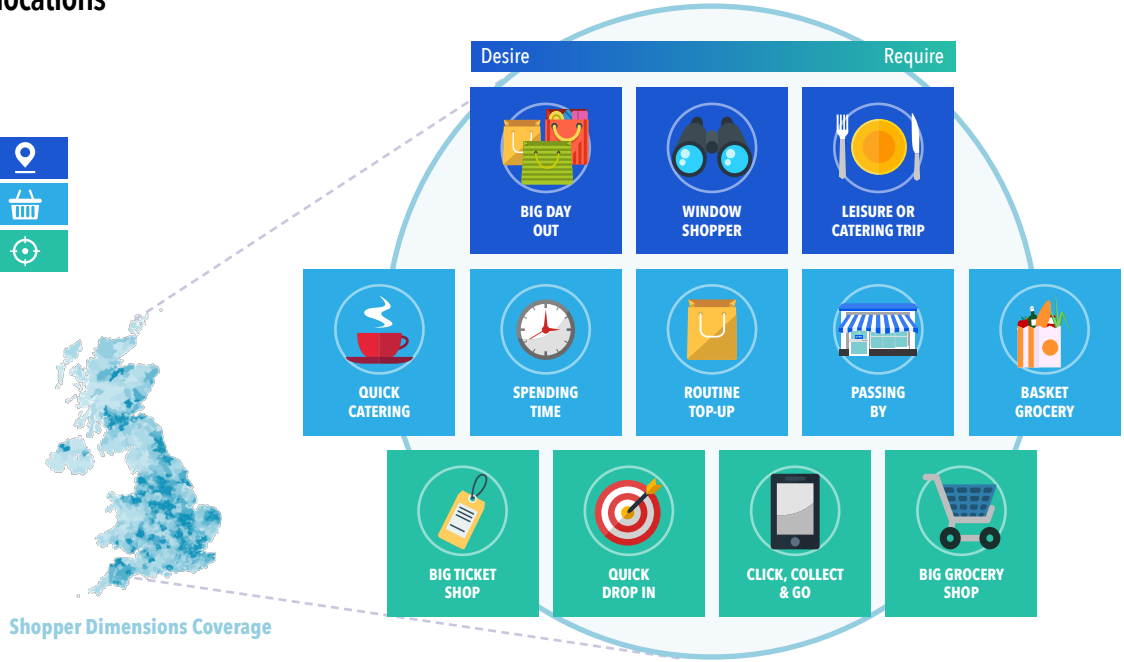 locations
Desire
Require
BIG DAY
OUT
WINDOW
SHOPPER
LEISURE OR
CATERING TRIP
QUICK
CATERING
SPENDING
TIME
ROUTINE
TOP-UP
PASSING
BY
BASKET
GROCERY
BIG TICKET
SHOP
QUICK
DROP IN
CLICK, COLLECT
& GO
BIG GROCERY
SHOP
Shopper Dimensions Coverage